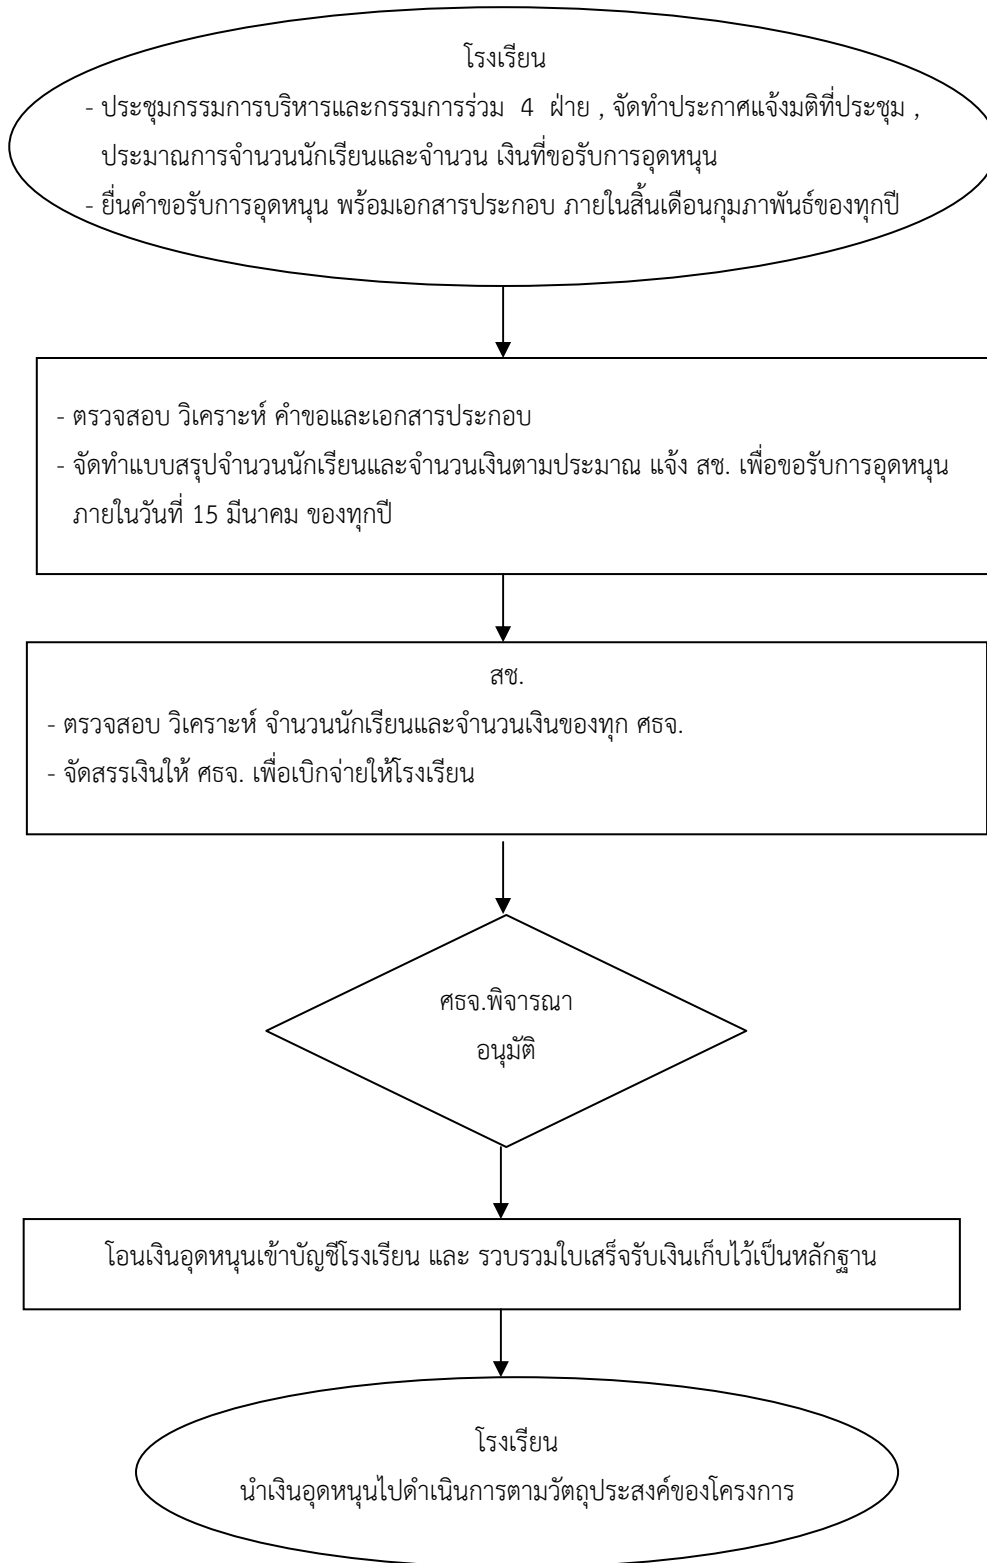 โรงเรียน
- ประชุมกรรมการบริหารและกรรมการร่วม 4 ฝ่าย , จัดทำประกาศแจ้งมติที่ประชุม ,
ประมาณการจำนวนนักเรียนและจำนวน เงินที่ขอรับการอุดหนุน
- ยื่นคำขอรับการอุดหนุน พร้อมเอกสารประกอบ ภายในสิ้นเดือนกุมภาพันธ์ของทุกปี
- ตรวจสอบ วิเคราะห์ คำขอและเอกสารประกอบ
- จัดทำแบบสรุปจำนวนนักเรียนและจำนวนเงินตามประมาณ แจ้ง สช. เพื่อขอรับการอุดหนุน
ภายในวันที่ 15 มีนาคม ของทุกปี
สช.
- ตรวจสอบ วิเคราะห์ จำนวนนักเรียนและจำนวนเงินของทุก ศธจ.
- จัดสรรเงินให้ ศธจ. เพื่อเบิกจ่ายให้โรงเรียน
ศธจ.พิจารณา
อนุมัติ
โอนเงินอุดหนุนเข้าบัญชีโรงเรียน และ รวบรวมใบเสร็จรับเงินเก็บไว้เป็นหลักฐาน
โรงเรียน
นำเงินอุดหนุนไปดำเนินการตามวัตถุประสงค์ของโครงการ